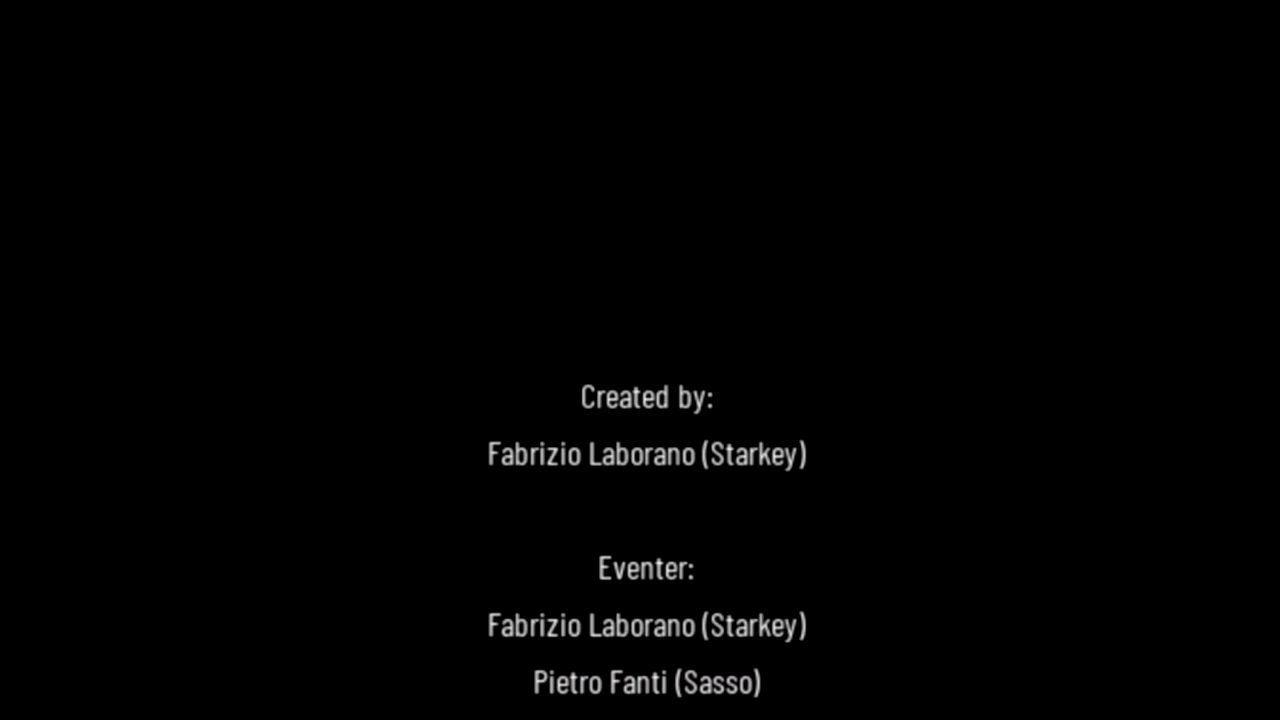 Created by:
Fabrizio Laborano (Starkey)
Eventer:
Fabrizio Laborano (Starkey)
Pietro Fanti (Sasso)